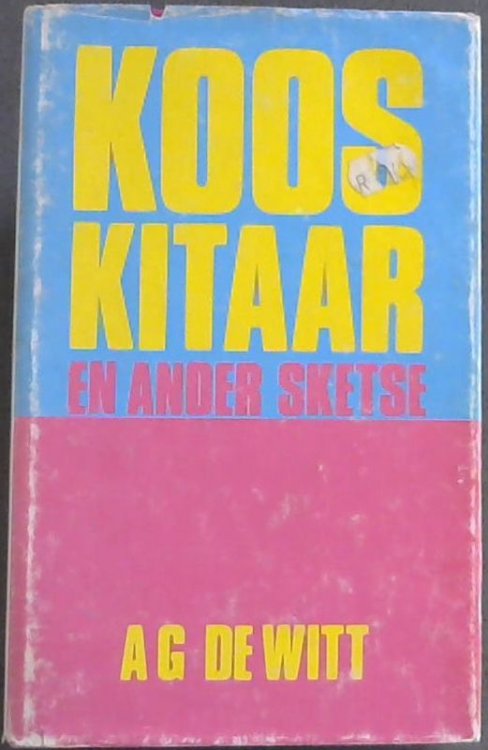 KOOS
KITAAR
EN ANDER SKETSE
A G DE WITT